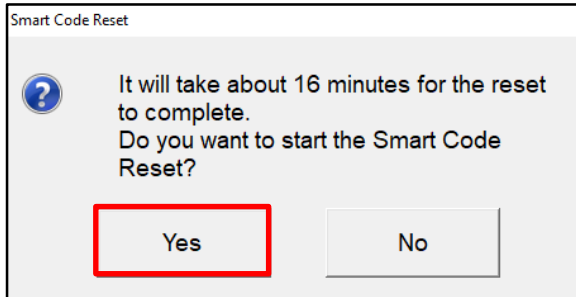 Smart Code Reset
It will take about 16 minutes for the reset
to complete.
Do you want to start the Smart Code
Reset?
Yes No